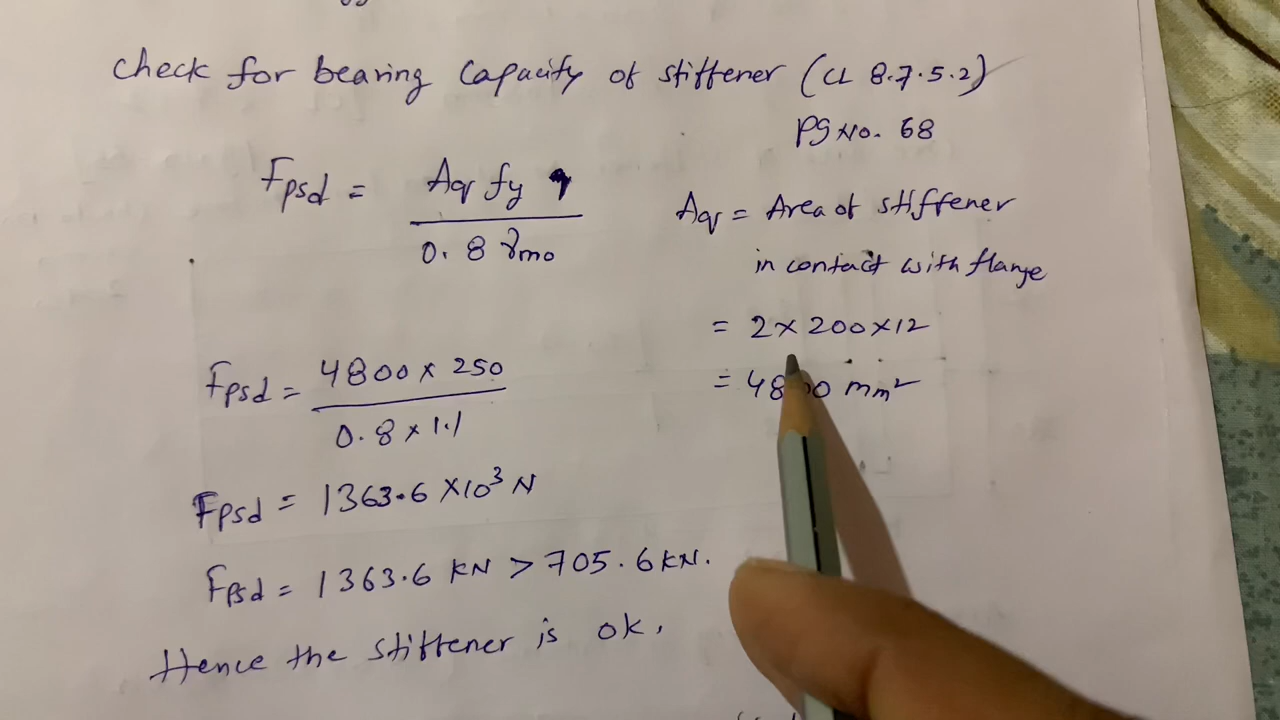 Check for bearing Capacity of stiffener (CL 8.7.5.2)
Pg No. 68
Fpsd = Aq fy / 0.8 γmo
Aq = Area of stiffener
in contact with flange
= 2 × 200 × 12
= 4800 mm²
Fpsd = 4800 × 250 / 0.8 × 1.1
Fpsd = 1363.6 × 10³ N
Fpsd = 1363.6 KN > 705.6 KN.
Hence the stiffener is ok.